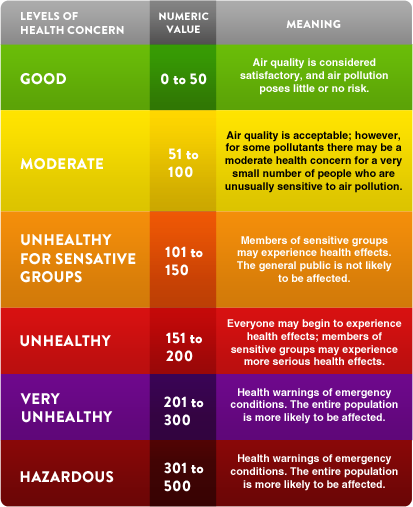 LEVELS OF
HEALTH CONCERN
NUMERIC
VALUE
MEANING
GOOD
0 to 50
Air quality is considered
satisfactory, and air pollution
poses little or no risk.
MODERATE
51 to
100
Air quality is acceptable; however,
for some pollutants there may be a
moderate health concern for a very
small number of people who are
unusually sensitive to air pollution.
UNHEALTHY
FOR SENSATIVE
GROUPS
101 to
150
Members of sensitive groups
may experience health effects.
The general public is not likely
to be affected.
UNHEALTHY
151 to
200
Everyone may begin to experience
health effects; members of
sensitive groups may experience
more serious health effects.
VERY
UNHEALTHY
201 to
300
Health warnings of emergency
conditions. The entire population
is more likely to be affected.
HAZARDOUS
301 to
500
Health warnings of emergency
conditions. The entire population
is more likely to be affected.